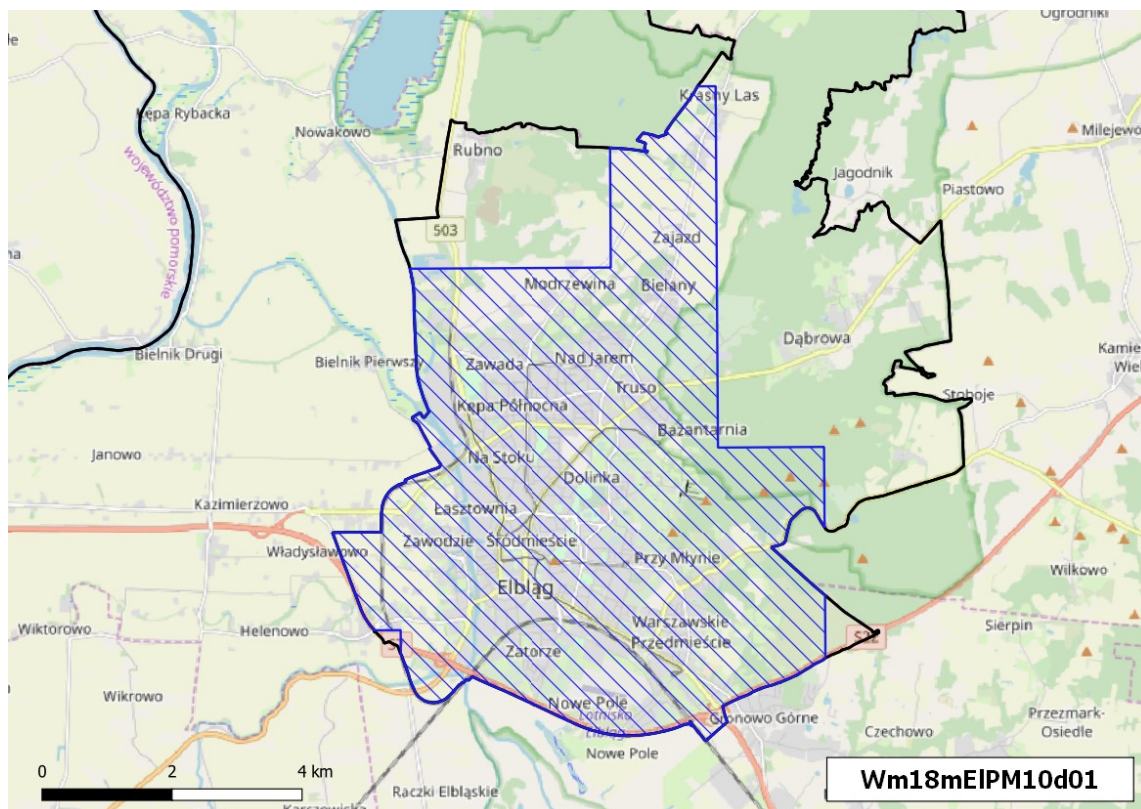 Ogrodniki
Krasny Las
Kępa Rybacka
Nowakowo
Milejewo
Rubno
Jagodnik
Piastowo
województwo pomorskie
503
Zajazd
Modrzewina
Bielany
Bielnik Drugi
Bielnik Pierwszy
Zawada
Nad Jarem
Dąbrowa
Truso
Stoboje
Kępa Północna
Bażantarnia
Janowo
Na Stoku
Dolinka
Kazimierzowo
Łasztownia
Władysławowo
Zawodzie
Śródmieście
Przy Młynie
Elbląg
Wilkowo
Wiktorowo
Helenowo
Warszawskie
Przedmieście
Sierpin
S22
Zatorze
Wikrowo
Nowe Pole
Lotnisko
Elbląg
Gronowo Górne
Przezmark-
Osiedle
Czechowo
Nowe Pole
0 2 4 km
Raczki Elbląskie
Wm18mElPM10d01